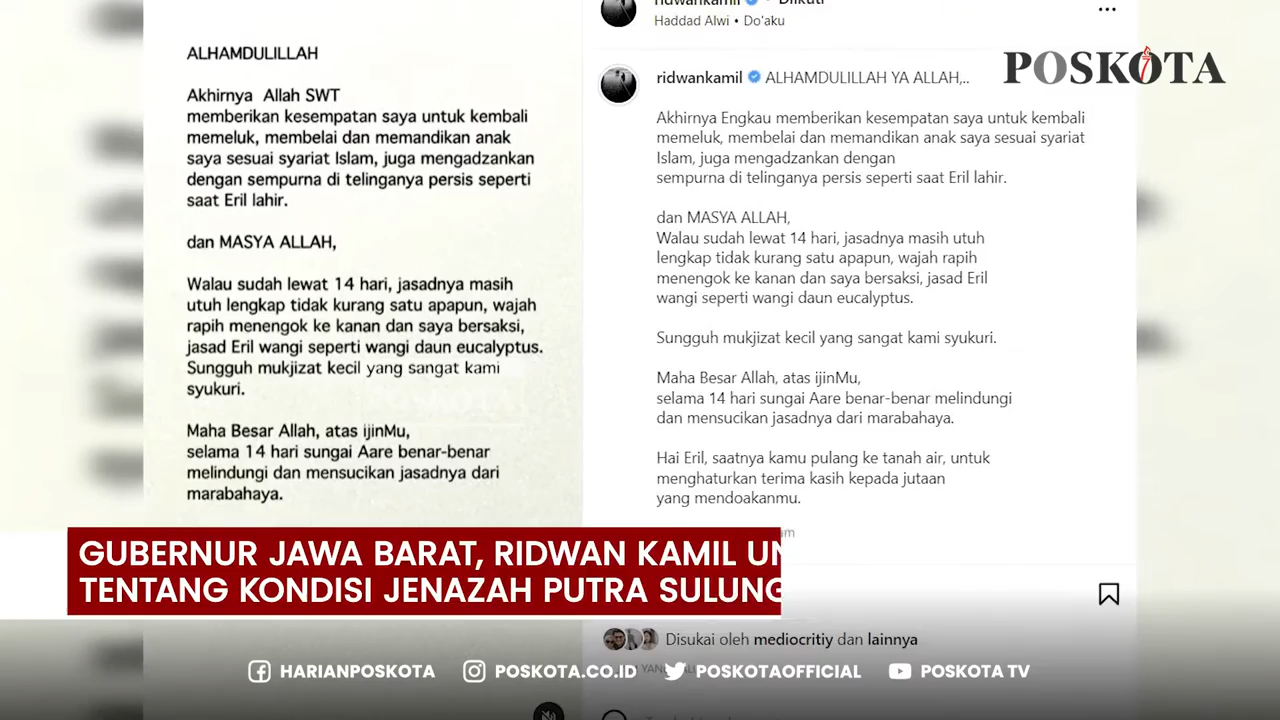 ALHAMDULILLAH
Akhirnya Allah SWT
memberikan kesempatan saya untuk kembali
memeluk, membelai dan memandikan anak
saya sesuai syariat Islam, juga mengadzankan
dengan sempurna di telinganya persis seperti
saat Eril lahir.
dan MASYA ALLAH,
Walau sudah lewat 14 hari, jasadnya masih
utuh lengkap tidak kurang satu apapun, wajah
rapih menengok ke kanan dan saya bersaksi,
jasad Eril wangi seperti wangi daun eucalyptus.
Sungguh mukjizat kecil yang sangat kami
syukuri.
Maha Besar Allah, atas ijinMu,
selama 14 hari sungai Aare benar-benar
melindungi dan mensucikan jasadnya dari
marabahaya.
ridwankamil • Diikuti
Haddad Alwi • Do'aku
POSKOTA
ridwankamil ALHAMDULILLAH YA ALLAH,..
Akhirnya Engkau memberikan kesempatan saya untuk kembali
memeluk, membelai dan memandikan anak saya sesuai syariat
Islam, juga mengadzankan dengan
sempurna di telinganya persis seperti saat Eril lahir.
dan MASYA ALLAH,
Walau sudah lewat 14 hari, jasadnya masih utuh
lengkap tidak kurang satu apapun, wajah rapih
menengok ke kanan dan saya bersaksi, jasad Eril
wangi seperti wangi daun eucalyptus.
Sungguh mukjizat kecil yang sangat kami syukuri.
Maha Besar Allah, atas ijinMu,
selama 14 hari sungai Aare benar-benar melindungi
dan mensucikan jasadnya dari marabahaya.
Hai Eril, saatnya kamu pulang ke tanah air, untuk
menghaturkan terima kasih kepada jutaan
yang mendoakanmu.
GUBERNUR JAWA BARAT, RIDWAN KAMIL UN
TENTANG KONDISI JENAZAH PUTRA SULUNG
Disukai oleh mediocritiy dan lainnya
HARIANPOSKOTA POSKOTA.CO.ID POSKOTAOFFICIAL POSKOTA TV